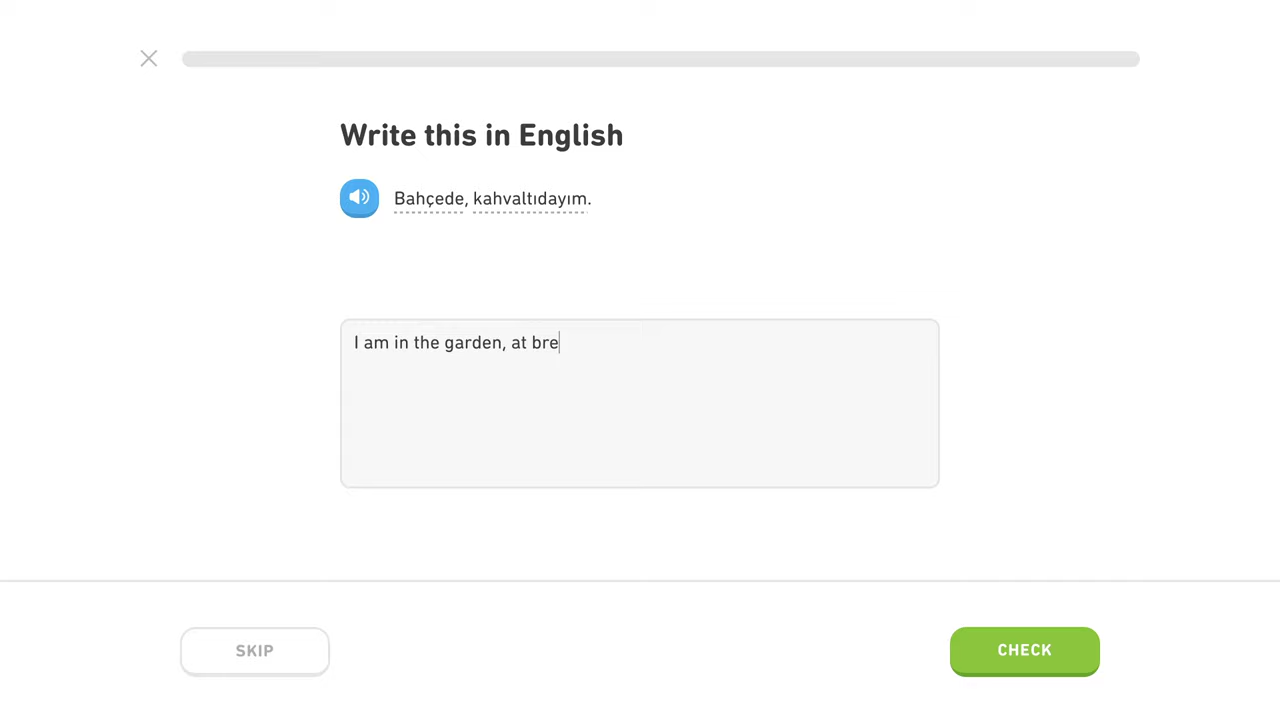 Write this in English
Bahçede, kahvaltıdayım.
I am in the garden, at bre
SKIP
CHECK